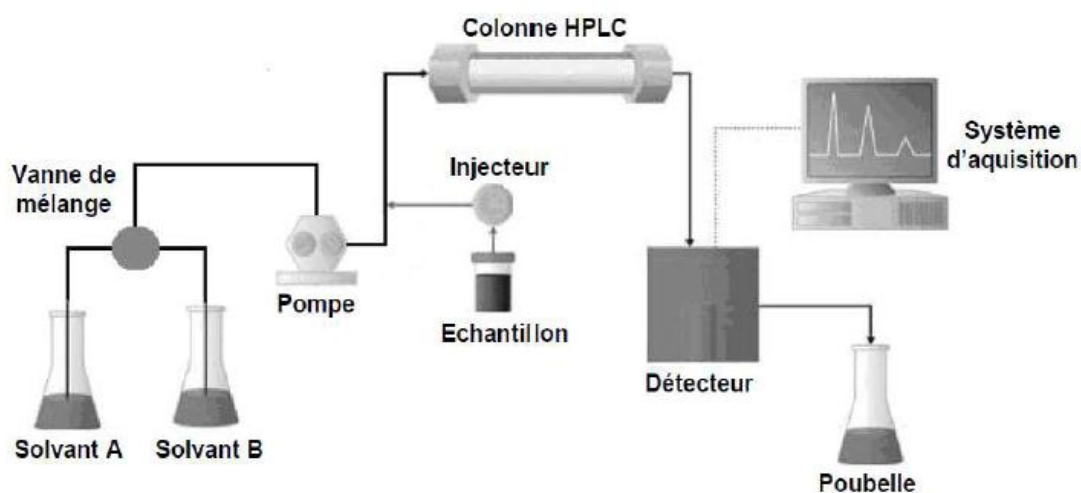 Colonne HPLC
Vanne de
mélange
Injecteur
Système
d'aquisition
Pompe
Echantillon
Détecteur
Solvant A
Solvant B
Poubelle